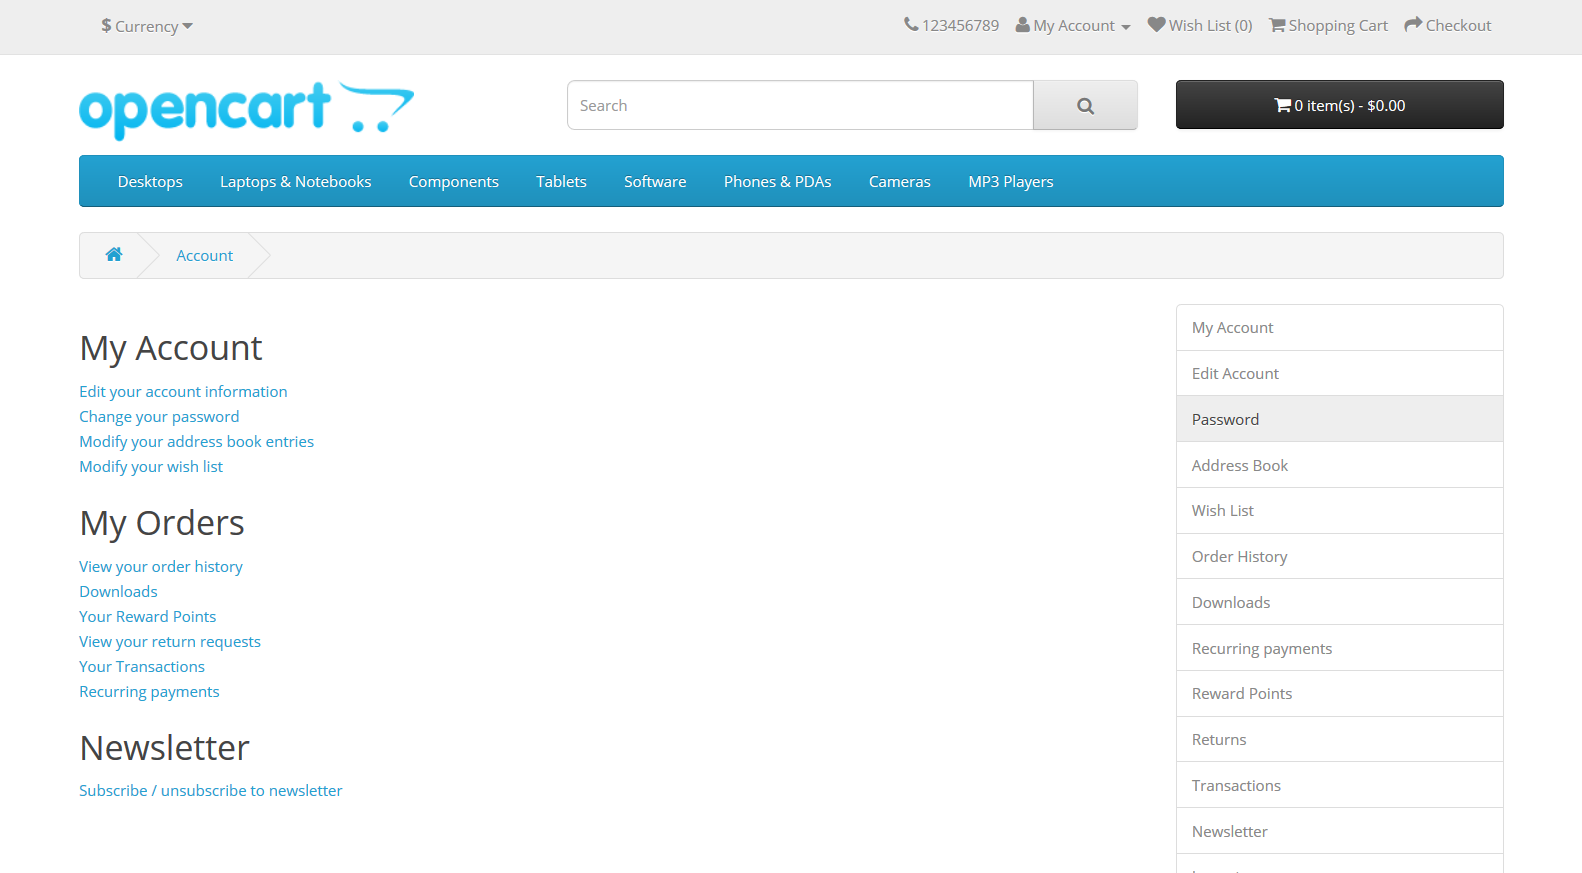 $ Currency
123456789 My Account Wish List (0) Shopping Cart Checkout
opencart
Search
0 item(s) - $0.00
Desktops Laptops & Notebooks Components Tablets Software Phones & PDAs Cameras MP3 Players
Account
My Account
Edit your account information
Change your password
Modify your address book entries
Modify your wish list
My Orders
View your order history
Downloads
Your Reward Points
View your return requests
Your Transactions
Recurring payments
Newsletter
Subscribe / unsubscribe to newsletter
My Account
Edit Account
Password
Address Book
Wish List
Order History
Downloads
Recurring payments
Reward Points
Returns
Transactions
Newsletter